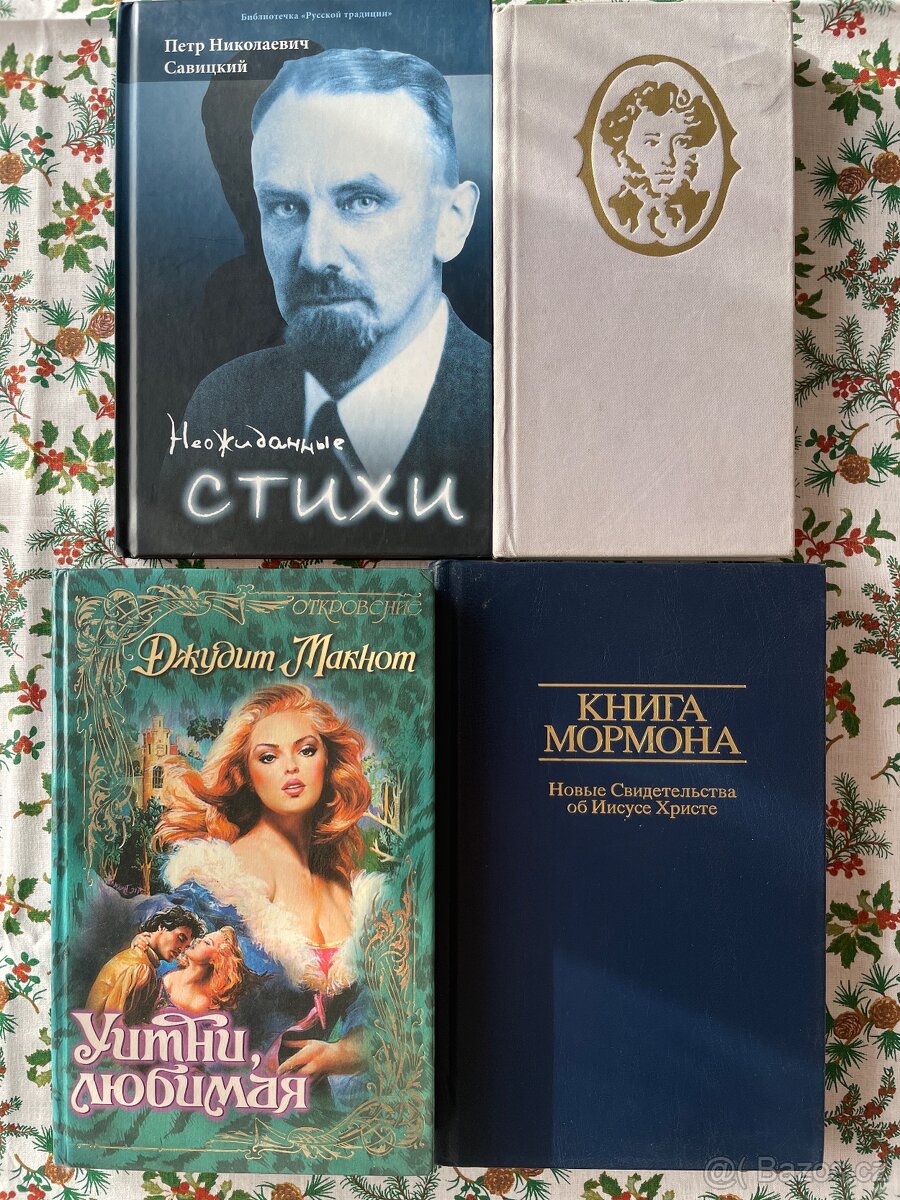 Библиотечка «Русской традиции»
Петр Николаевич
Савицкий
Неожиданные
СТИХИ
ОТКРОВЕНИЕ
Джудит Макнот
Уитни,
любимая
КНИГА
МОРМОНА
Новые Свидетельства
об Иисусе Христе
Bazos.cz